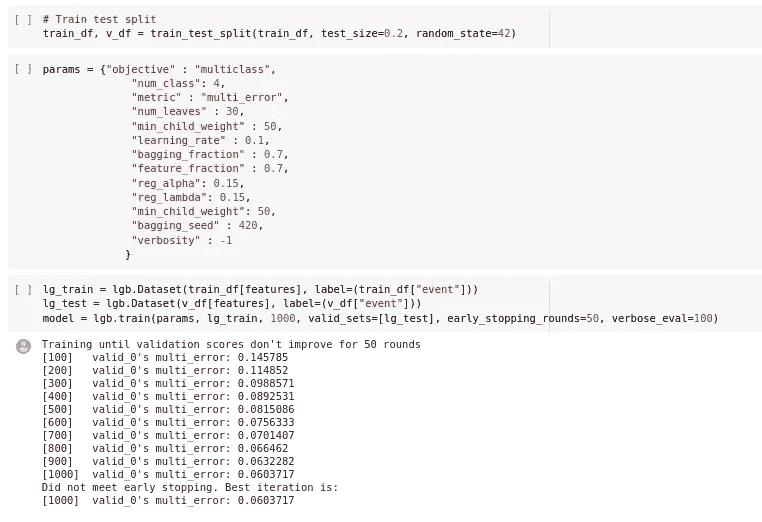 [ ] # Train test split
train_df, v_df = train_test_split(train_df, test_size=0.2, random_state=42)
[ ] params = {"objective" : "multiclass",
"num_class": 4,
"metric" : "multi_error",
"num_leaves" : 30,
"min_child_weight" : 50,
"learning_rate" : 0.1,
"bagging_fraction" : 0.7,
"feature_fraction" : 0.7,
"reg_alpha": 0.15,
"reg_lambda": 0.15,
"min_child_weight": 50,
"bagging_seed" : 420,
"verbosity" : -1
}
[ ] lg_train = lgb.Dataset(train_df[features], label=(train_df["event"]))
lg_test = lgb.Dataset(v_df[features], label=(v_df["event"]))
model = lgb.train(params, lg_train, 1000, valid_sets=[lg_test], early_stopping_rounds=50, verbose_eval=100)
Training until validation scores don't improve for 50 rounds
[100] valid_0's multi_error: 0.145785
[200] valid_0's multi_error: 0.114852
[300] valid_0's multi_error: 0.0988571
[400] valid_0's multi_error: 0.0892531
[500] valid_0's multi_error: 0.0815086
[600] valid_0's multi_error: 0.0756333
[700] valid_0's multi_error: 0.0701407
[800] valid_0's multi_error: 0.066462
[900] valid_0's multi_error: 0.0632282
[1000] valid_0's multi_error: 0.0603717
Did not meet early stopping. Best iteration is:
[1000] valid_0's multi_error: 0.0603717